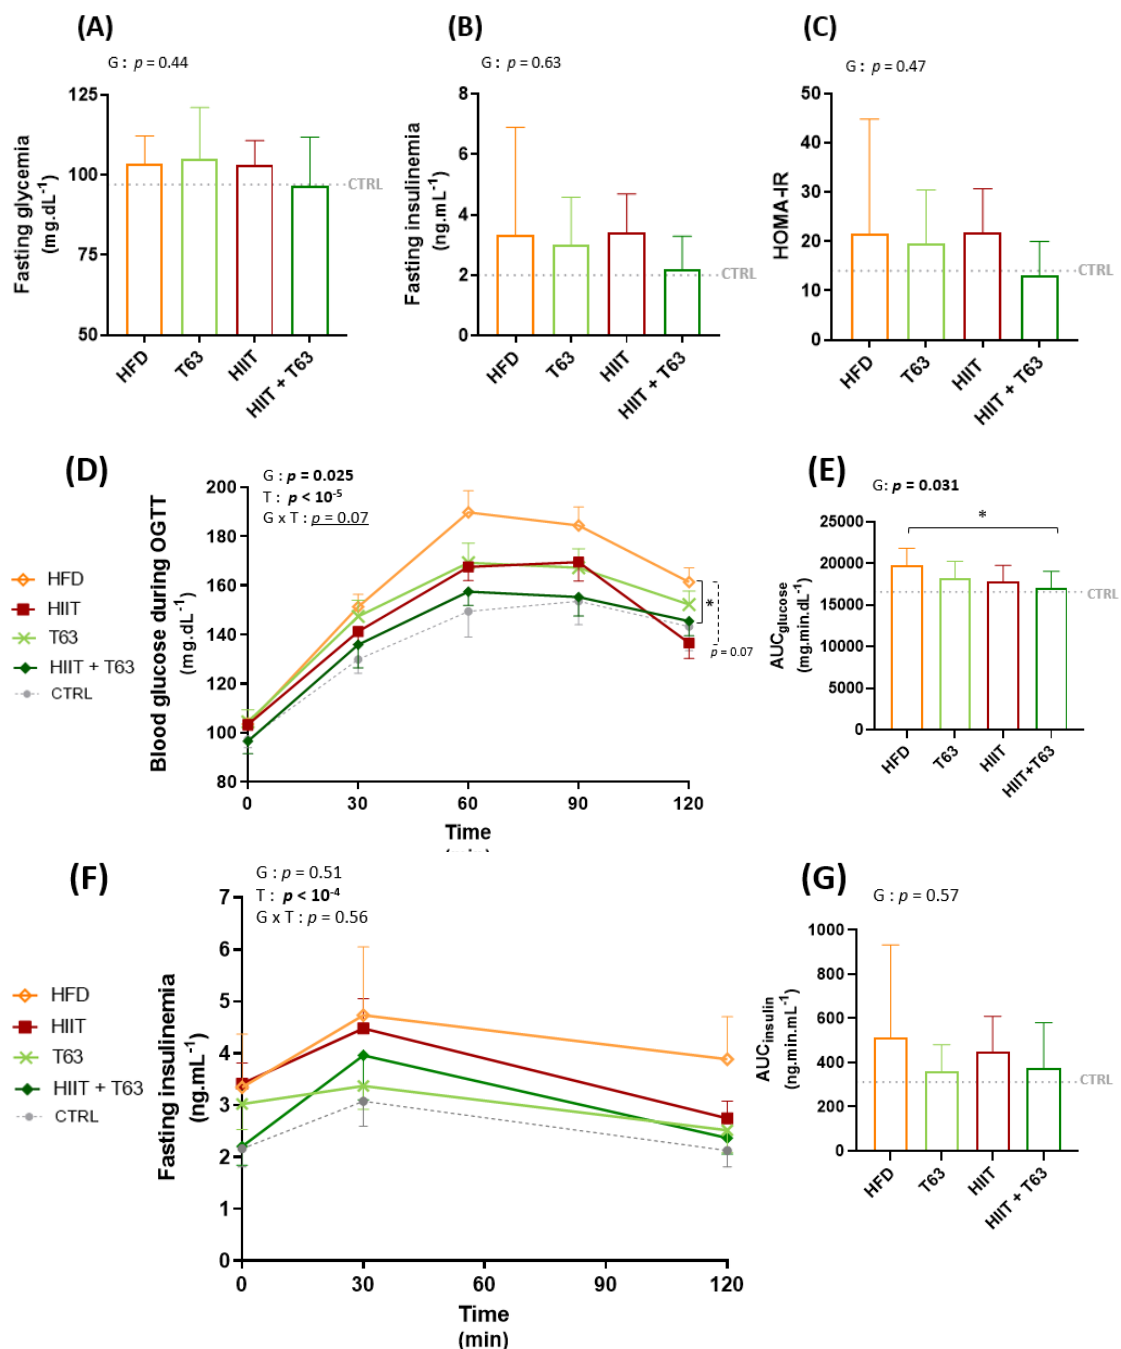 (A)
G : p = 0.44
Fasting glycemia
(mg.dL-1)
125
100
75
50
CTRL
HFD
T63
HIIT
HIIT + T63
(B)
G : p = 0.63
Fasting insulinemia
(ng.mL-1)
8
6
4
2
0
CTRL
HFD
T63
HIIT
HIIT + T63
(C)
G : p = 0.47
HOMA-IR
50
40
30
20
10
0
CTRL
HFD
T63
HIIT
HIIT + T63
(D)
G : p = 0.025
T : p < 10-5
G x T : p = 0.07
HFD
HIIT
T63
HIIT + T63
CTRL
Blood glucose during OGTT
(mg.dL-1)
200
180
160
140
120
100
80
*
p = 0.07
0
30
60
90
120
Time
(min)
(E)
G: p = 0.031
*
AUCglucose
(mg.min.dL-1)
25000
20000
15000
10000
5000
0
CTRL
HFD
T63
HIIT
HIIT+T63
(F)
G : p = 0.51
T : p < 10-4
G x T : p = 0.56
HFD
HIIT
T63
HIIT + T63
CTRL
Fasting insulinemia
(ng.mL-1)
7
6
5
4
3
2
1
0
0
30
60
90
120
Time
(min)
(G)
G : p = 0.57
AUCinsulin
(ng.min.mL-1)
1000
800
600
400
200
0
CTRL
HFD
T63
HIIT
HIIT + T63